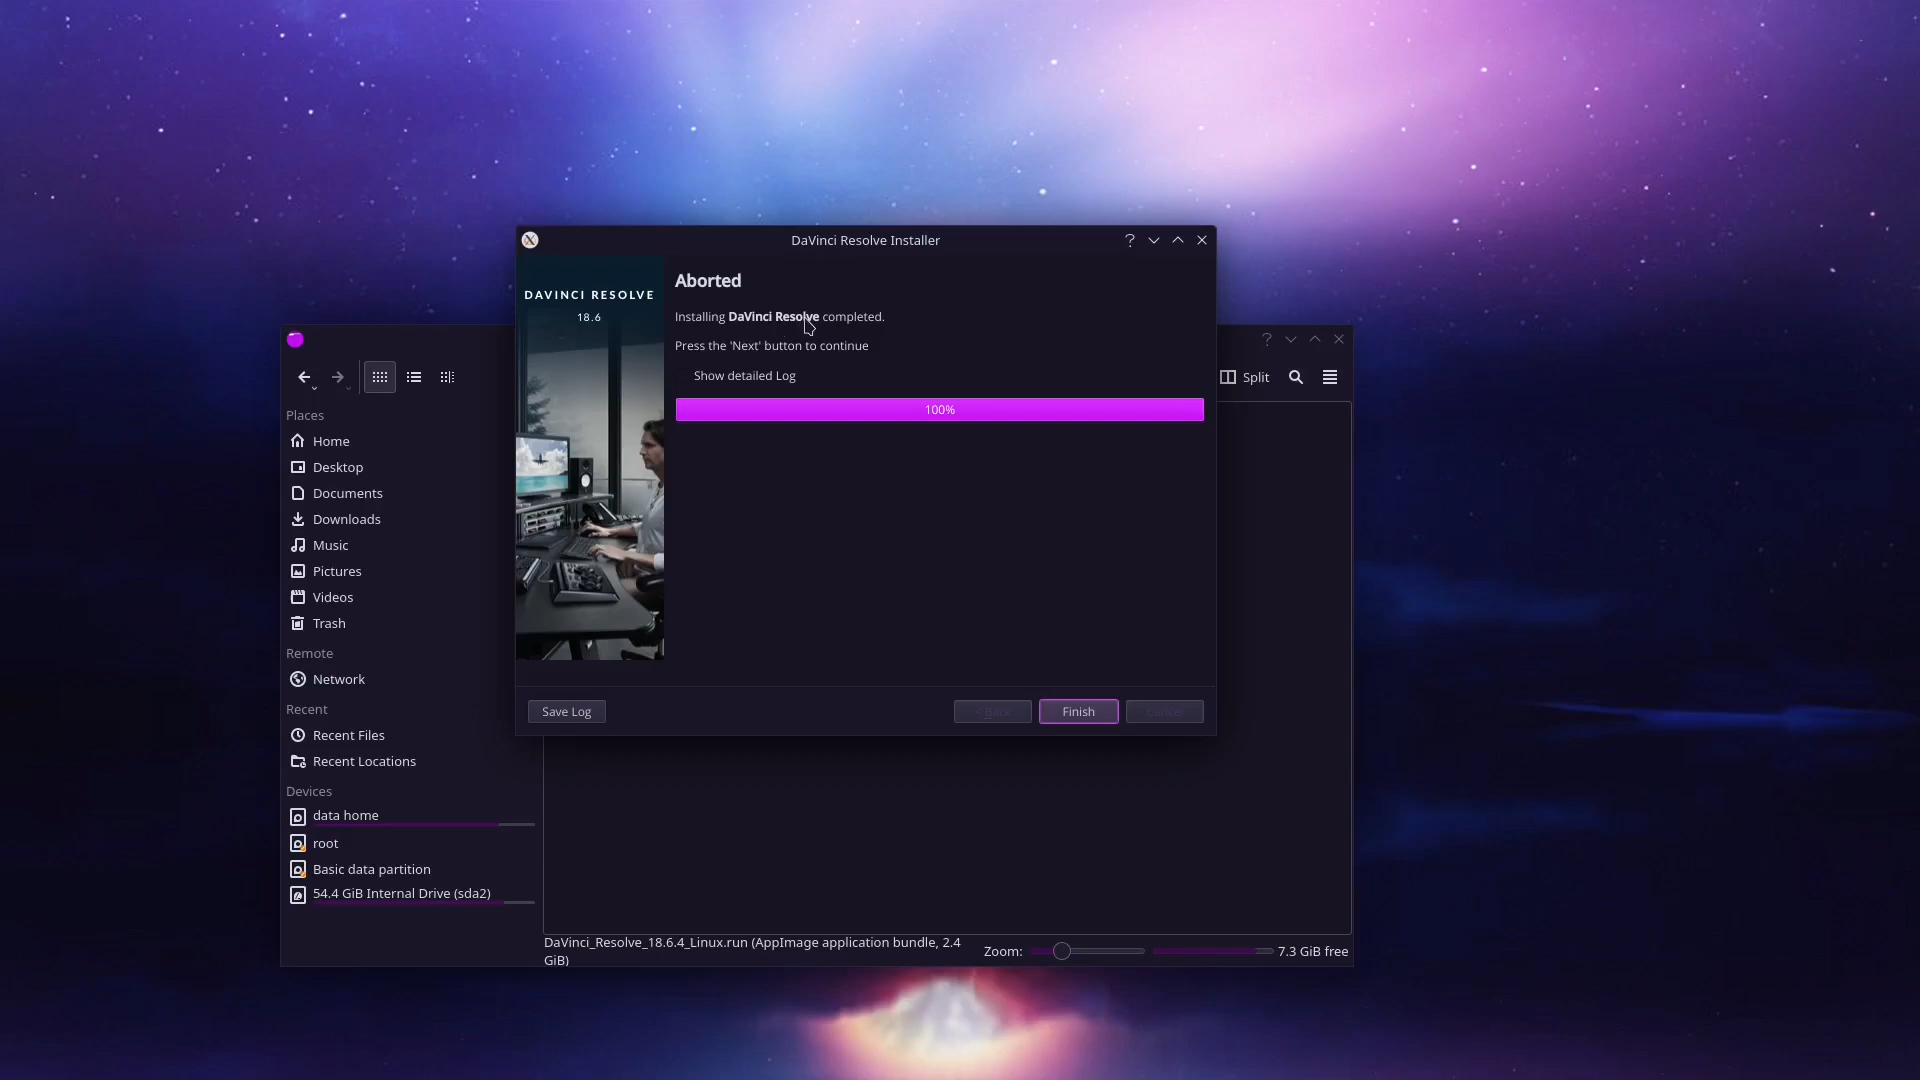 DaVinci Resolve Installer
DAVINCI RESOLVE
18.6
Aborted
Installing DaVinci Resolve completed.
Press the 'Next' button to continue
Show detailed Log
100%
Save Log
< Back
Finish
Cancel
Split
Places
Home
Desktop
Documents
Downloads
Music
Pictures
Videos
Trash
Remote
Network
Recent
Recent Files
Recent Locations
Devices
data home
root
Basic data partition
54.4 GiB Internal Drive (sda2)
DaVinci_Resolve_18.6.4_Linux.run (AppImage application bundle, 2.4
GiB)
Zoom:
7.3 GiB free